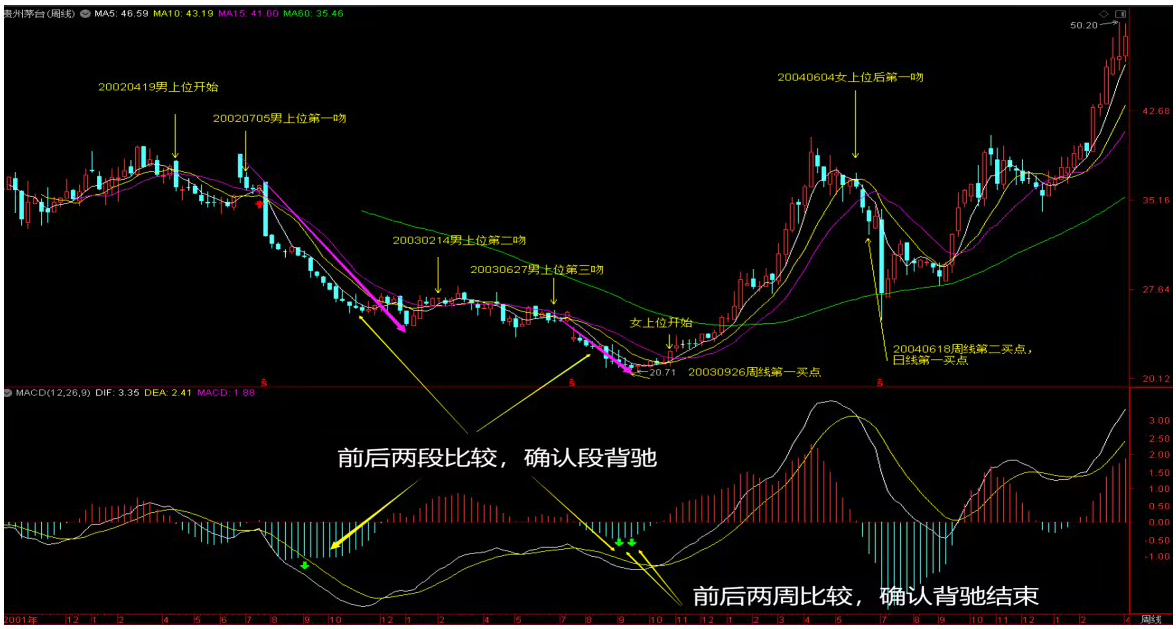 贵州茅台(周线) MA5: 46.59 MA10: 43.19 MA15: 41.00 MA60: 35.46
50.20
20020419男上位开始
20040604女上位后第一吻
20020705男上位第一吻
42.68
35.16
20030214男上位第二吻
20030627男上位第三吻
27.64
女上位开始
20040618周线第二买点，
日线第一买点
20.71
20030926周线第一买点
20.12
MACD(12,26,9) DIF: 3.35 DEA: 2.41 MACD: 1.88
3.00
2.50
2.00
前后两段比较，确认段背驰
1.50
1.00
0.50
0.00
-0.50
-1.00
前后两周比较，确认背驰结束
2001年 12 1 2 4 5 6 7 8 9 10 12 1 2 4 5 7 8 9 10 11 12 1 2 3 4 5 7 8 9 10 11 12 1 2 3 4 周线